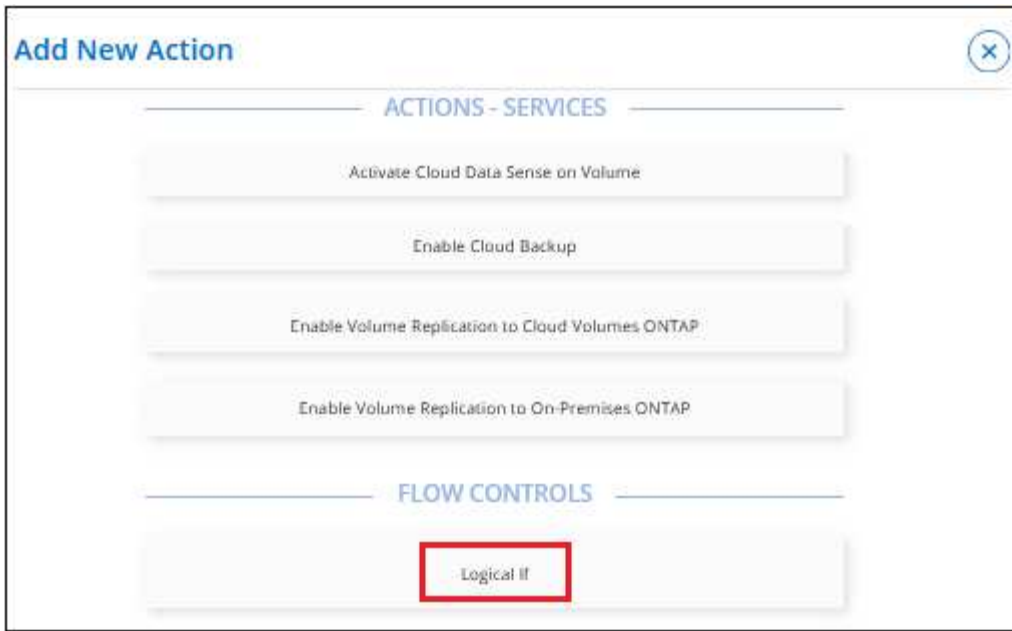 Add New Action
ACTIONS - SERVICES
Activate Cloud Data Sense on Volume
Enable Cloud Backup
Enable Volume Replication to Cloud Volumes ONTAP
Enable Volume Replication to On-Premises ONTAP
FLOW CONTROLS
Logical If